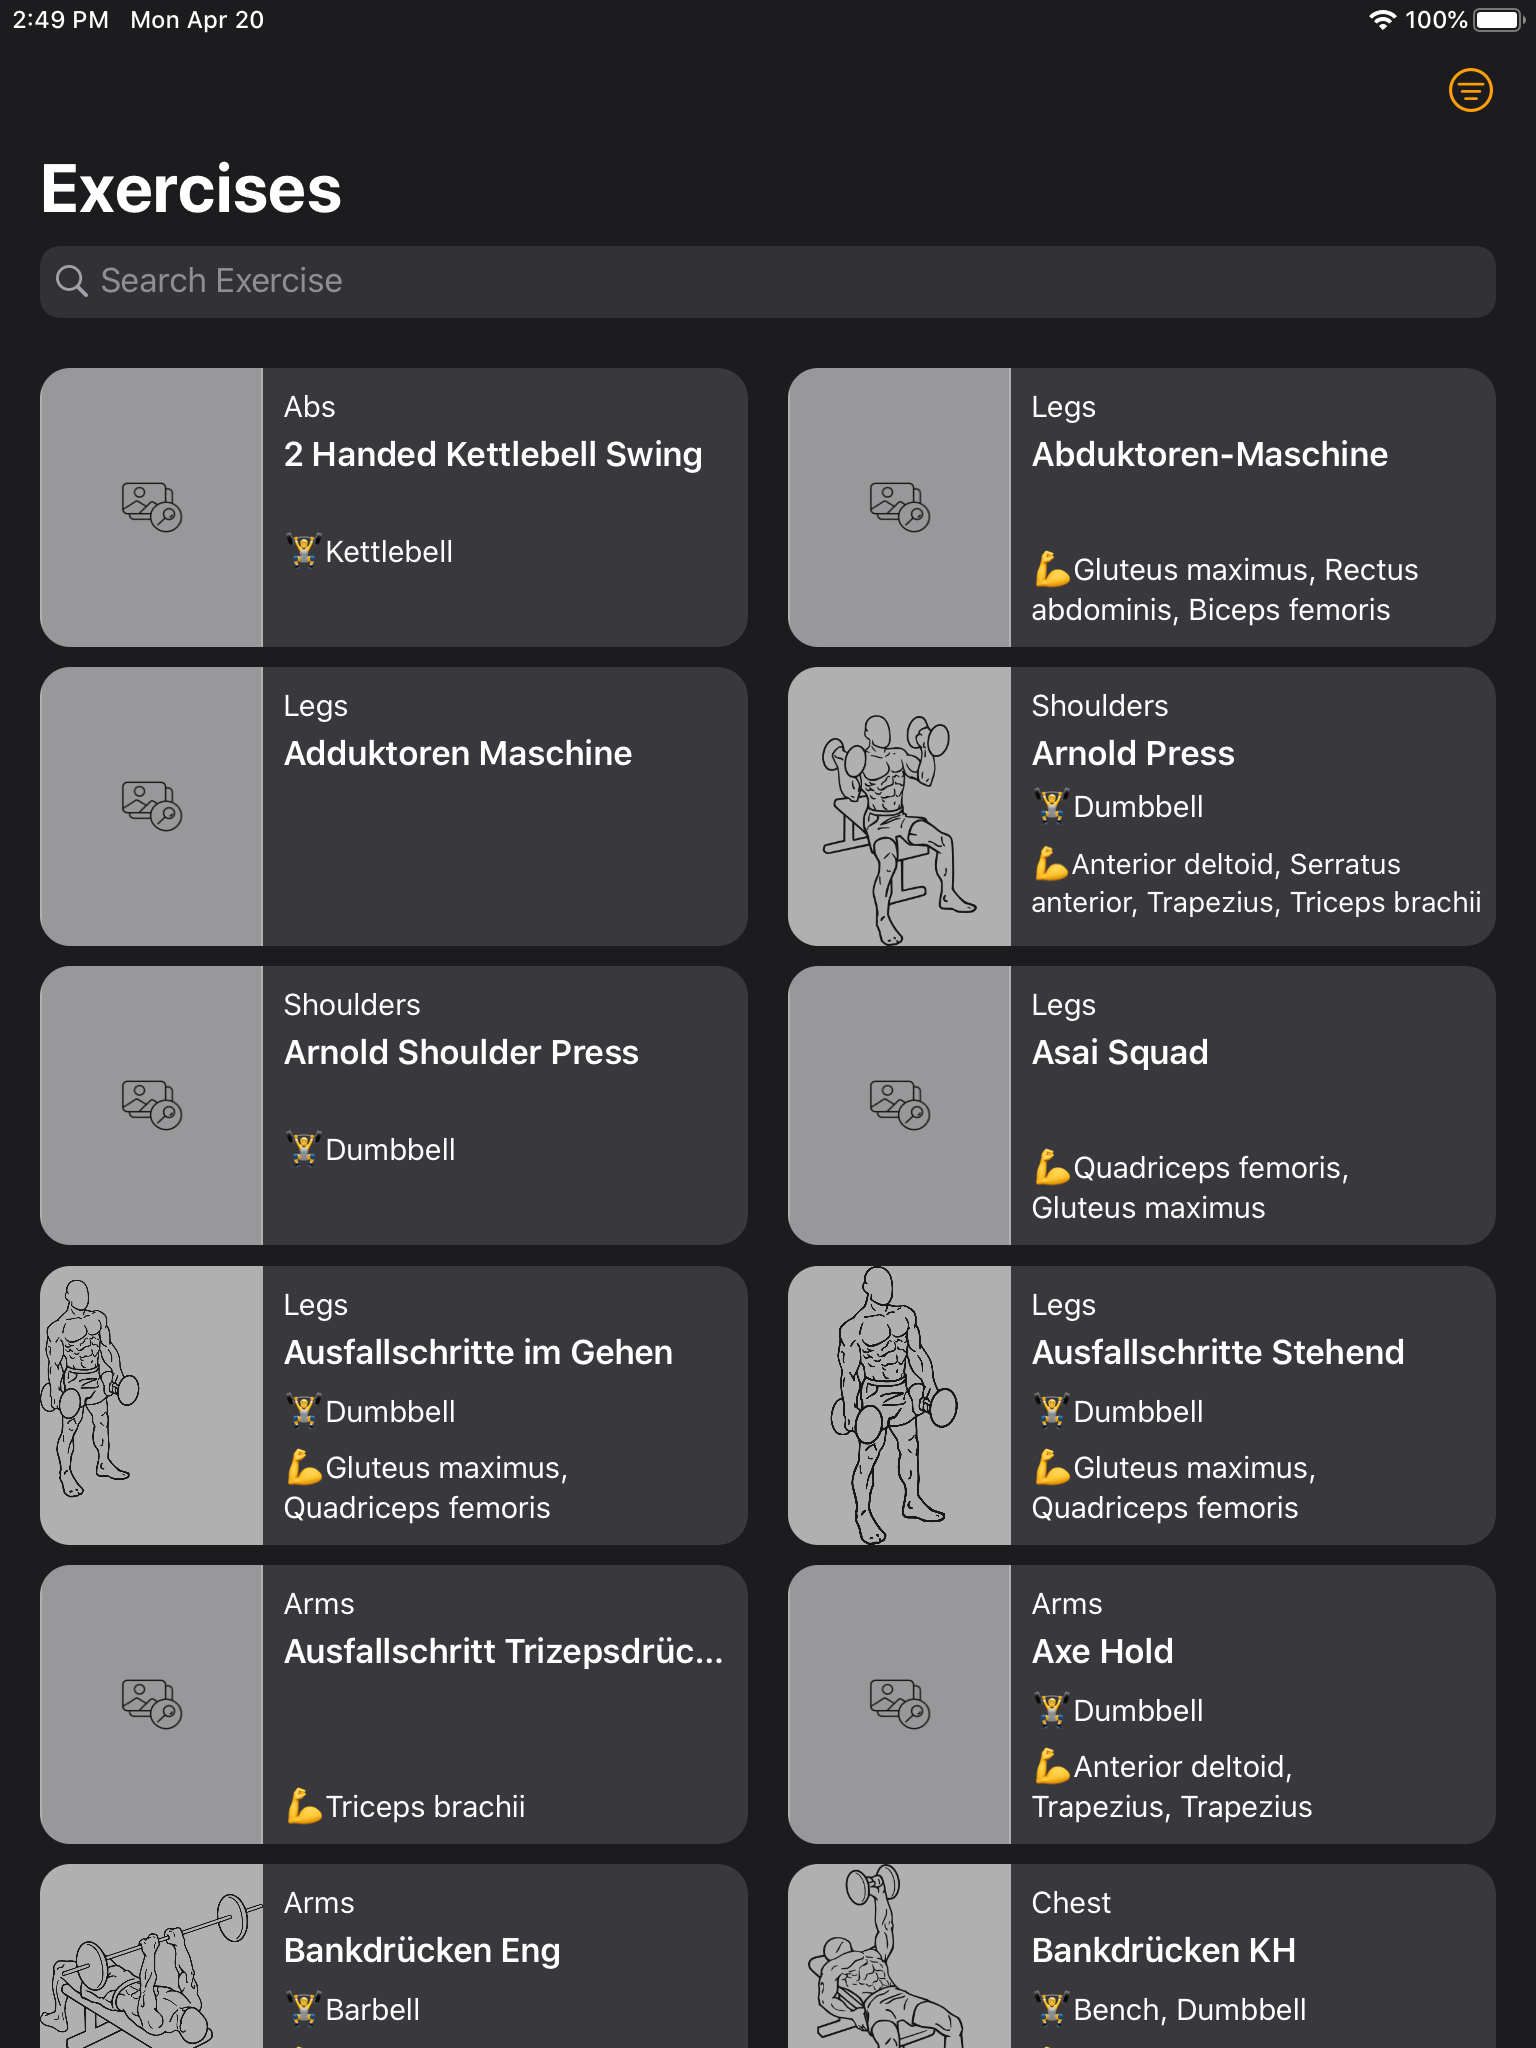 2:49 PM Mon Apr 20
100%
Exercises
Search Exercise
Abs
2 Handed Kettlebell Swing
🏋️Kettlebell
Legs
Abduktoren-Maschine
💪Gluteus maximus, Rectus
abdominis, Biceps femoris
Legs
Adduktoren Maschine
Shoulders
Arnold Press
🏋️Dumbbell
💪Anterior deltoid, Serratus
anterior, Trapezius, Triceps brachii
Shoulders
Arnold Shoulder Press
🏋️Dumbbell
Legs
Asai Squad
💪Quadriceps femoris,
Gluteus maximus
Legs
Ausfallschritte im Gehen
🏋️Dumbbell
💪Gluteus maximus,
Quadriceps femoris
Legs
Ausfallschritte Stehend
🏋️Dumbbell
💪Gluteus maximus,
Quadriceps femoris
Arms
Ausfallschritt Trizepsdrüc...
💪Triceps brachii
Arms
Axe Hold
🏋️Dumbbell
💪Anterior deltoid,
Trapezius, Trapezius
Arms
Bankdrücken Eng
🏋️Barbell
Chest
Bankdrücken KH
🏋️Bench, Dumbbell